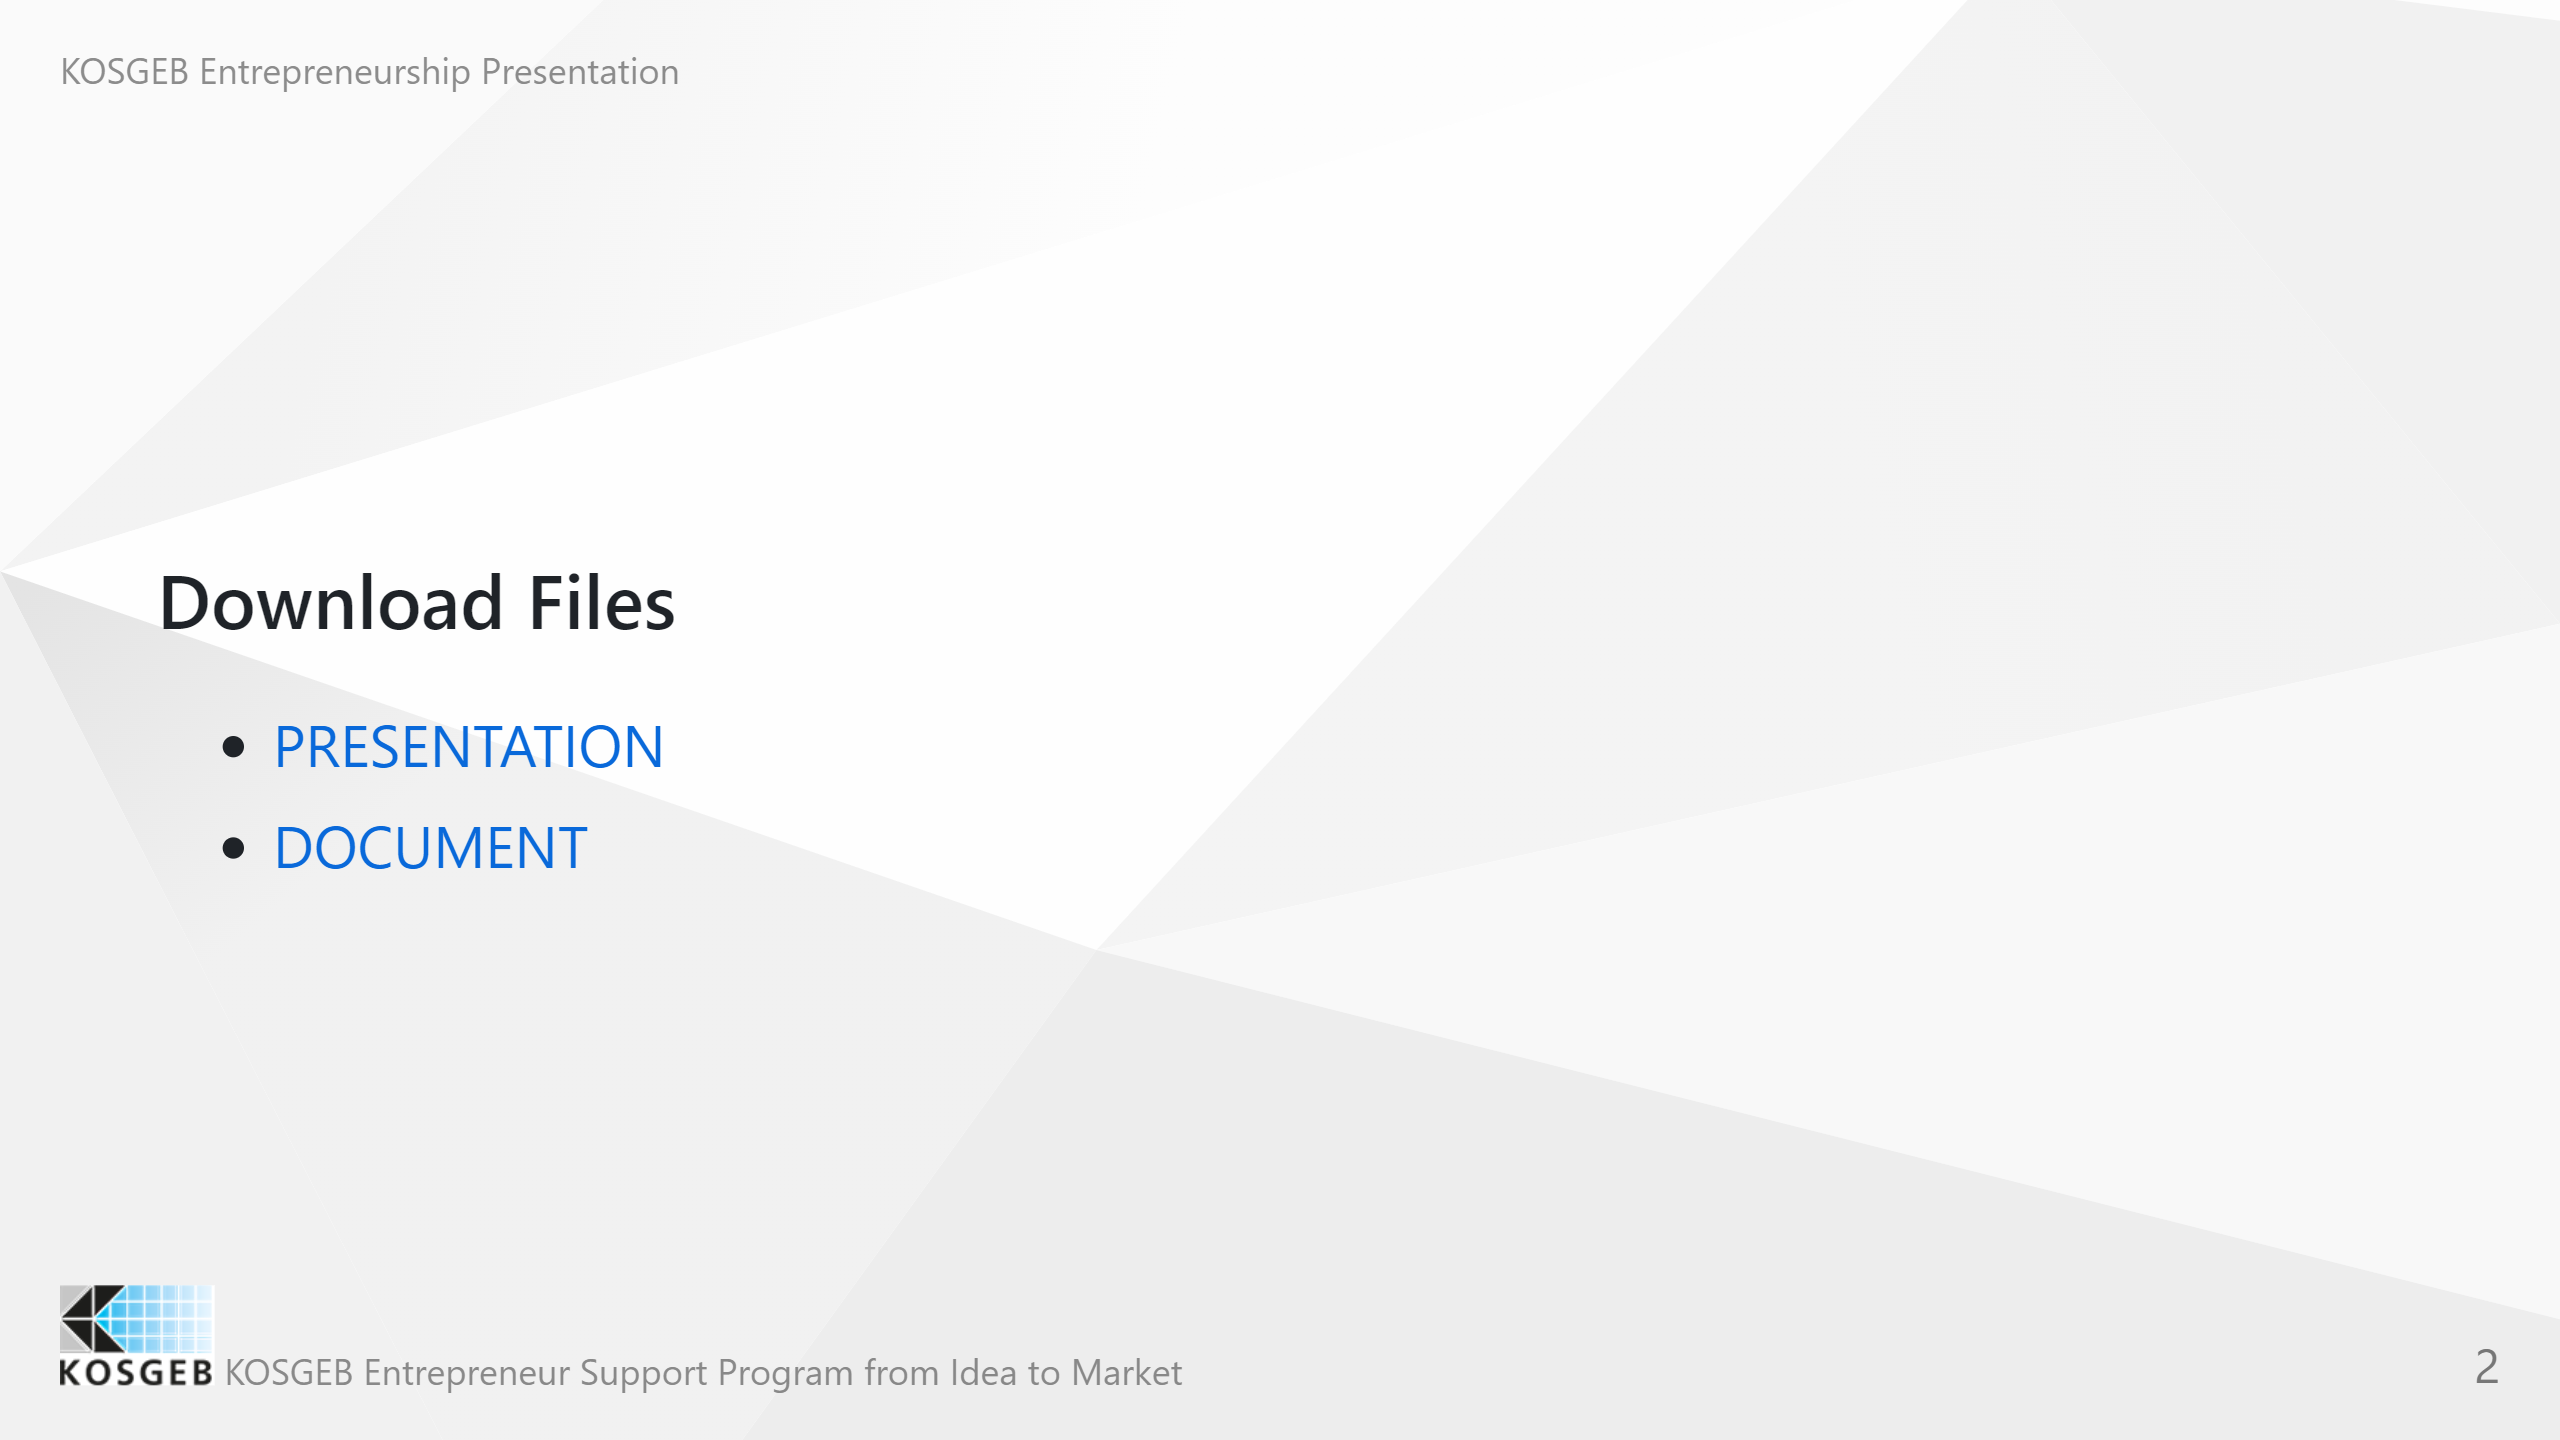 KOSGEB Entrepreneurship Presentation
Download Files
PRESENTATION
DOCUMENT
KOSGEB
KOSGEB Entrepreneur Support Program from Idea to Market
2